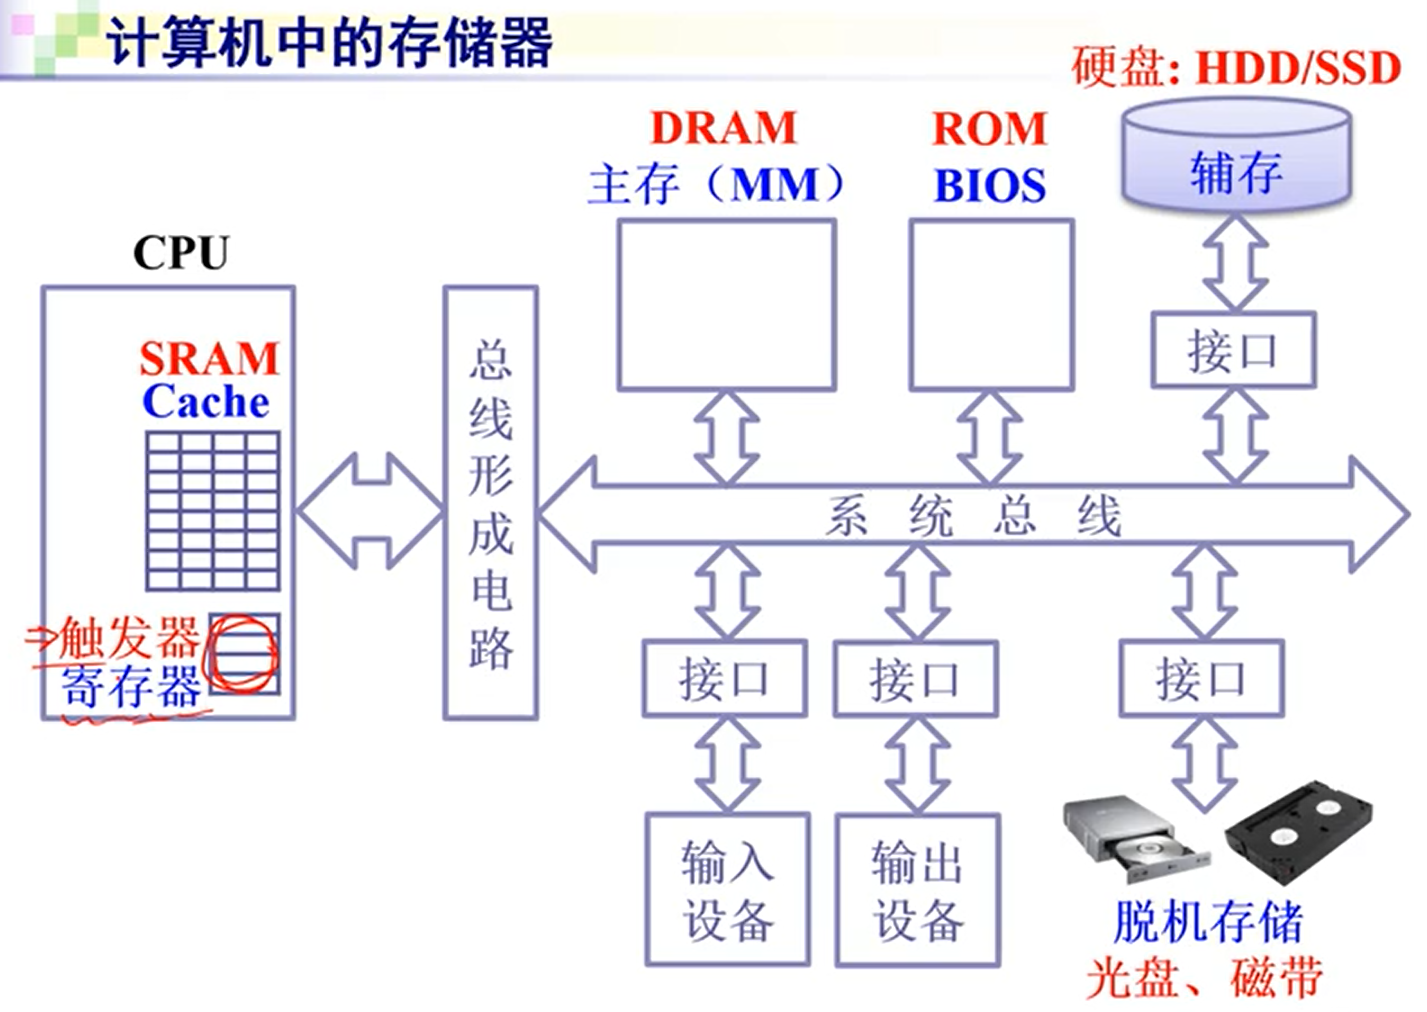 计算机中的存储器
硬盘: HDD/SSD
辅存
DRAM
主存（MM）
ROM
BIOS
接口
CPU
SRAM
Cache
触发器
寄存器
总线形成电路
系统总线
接口
接口
接口
输入
设备
输出
设备
脱机存储
光盘、磁带